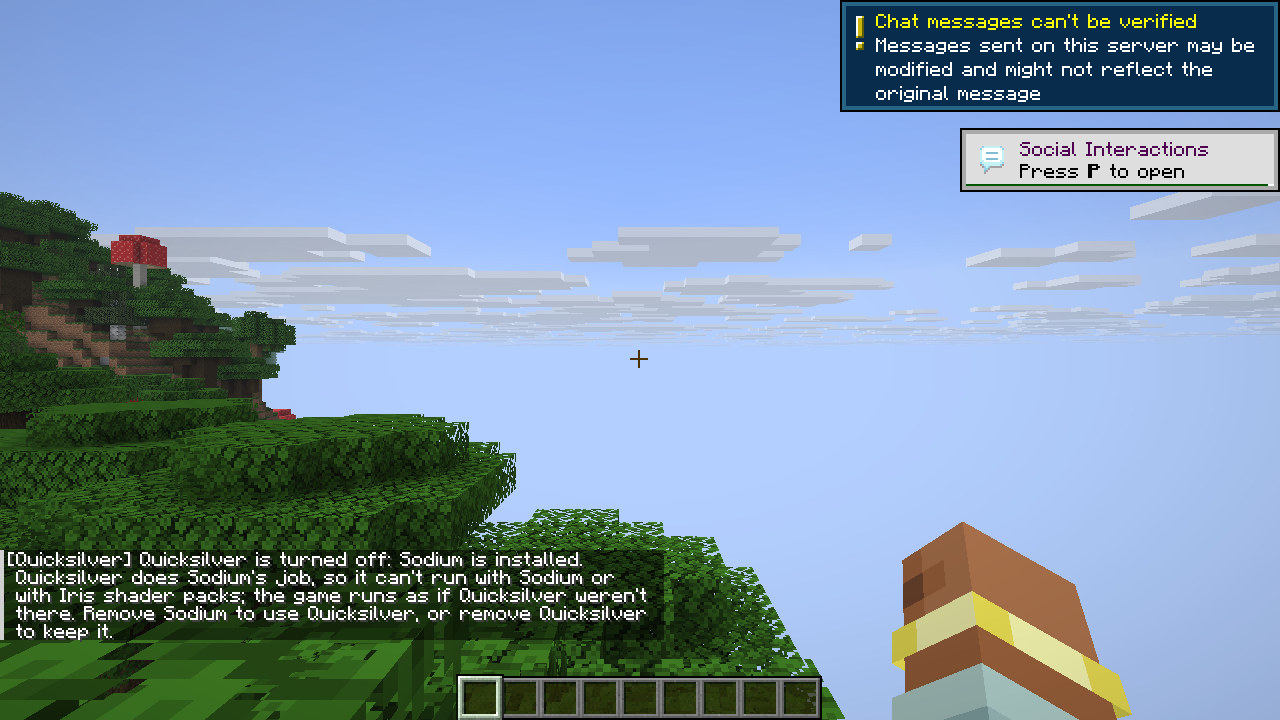 Chat messages can't be verified
Messages sent on this server may be
modified and might not reflect the
original message
Social Interactions
Press P to open
[Quicksilver] Quicksilver is turned off: Sodium is installed.
Quicksilver does Sodium's job, so it can't run with Sodium or
with Iris shader packs; the game runs as if Quicksilver weren't
there. Remove Sodium to use Quicksilver, or remove Quicksilver
to keep it.